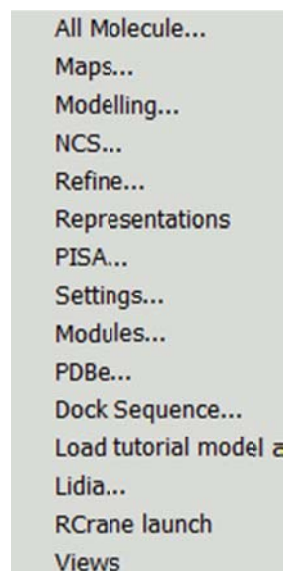 All Molecule...
Maps...
Modelling...
NCS...
Refine...
Representations
PISA...
Settings...
Modules...
PDBe...
Dock Sequence...
Load tutorial model a
Lidia...
RCrane launch
Views